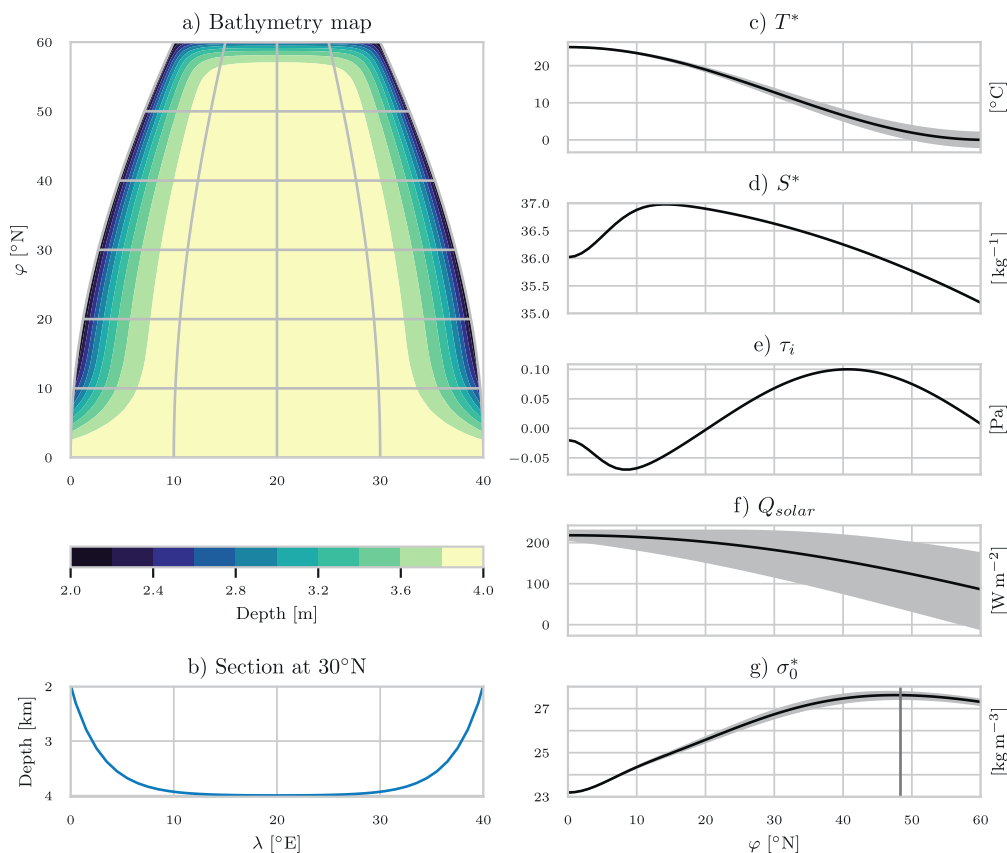 a) Bathymetry map
60
50
40
30
20
10
0
φ [°N]
0 10 20 30 40
2.0 2.4 2.8 3.2 3.6 4.0
Depth [m]
b) Section at 30°N
2
3
4
Depth [km]
0 10 20 30 40
λ [°E]
c) T*
20
10
0
[°C]
d) S*
37.0
36.5
36.0
35.5
35.0
[kg⁻¹]
e) τᵢ
0.10
0.05
0.00
−0.05
[Pa]
f) Q_solar
200
100
0
[W m⁻²]
g) σ₀*
27
26
25
24
23
[kg m⁻³]
0 10 20 30 40 50 60
φ [°N]